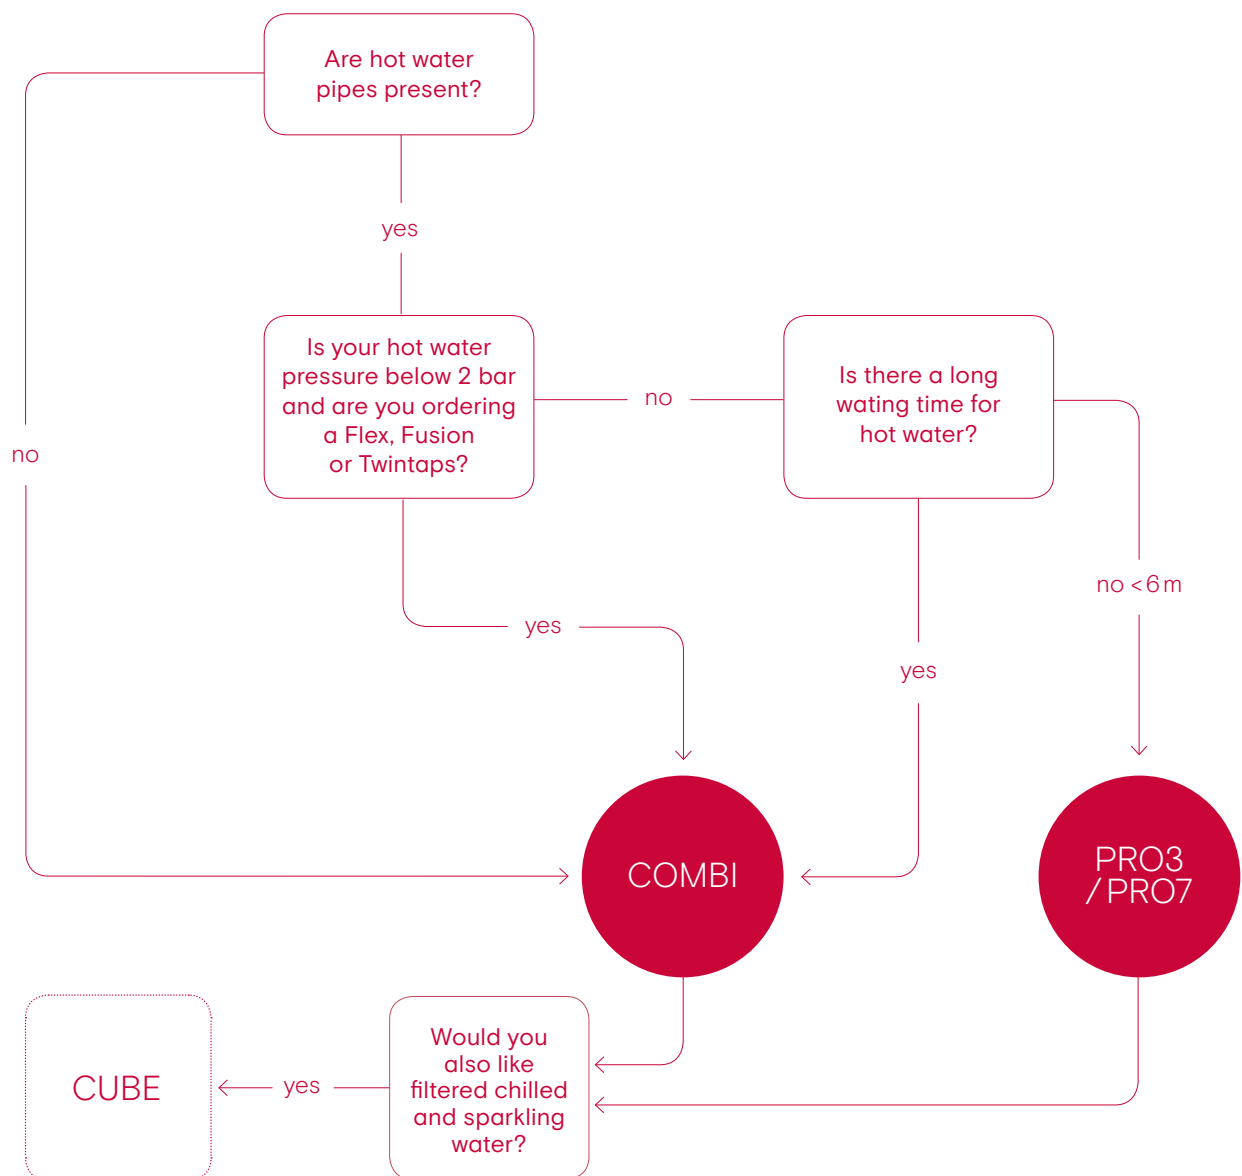 Are hot water
pipes present?
yes
Is your hot water
pressure below 2 bar
and are you ordering
a Flex, Fusion
or Twintaps?
no
Is there a long
wating time for
hot water?
no
no <6m
yes
yes
COMBI
PRO3
/PRO7
Would you
also like
filtered chilled
and sparkling
water?
yes
CUBE